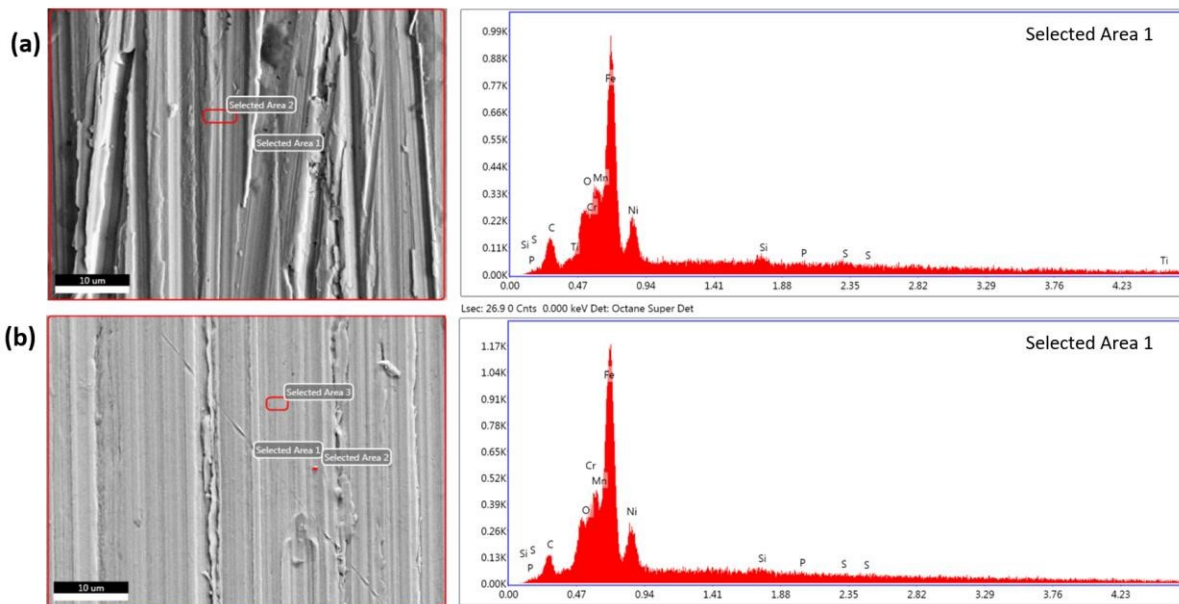 (a)
Selected Area 2
Selected Area 1
10 um
Selected Area 1
0.99K
0.88K
0.77K
0.66K
0.55K
0.44K
0.33K
0.22K
0.11K
0.00K
Fe
O
Mn
Cr
Ni
Si
S
P
C
Ti
Si
P
S
S
Ti
0.00 0.47 0.94 1.41 1.88 2.35 2.82 3.29 3.76 4.23
Lsec: 26.9 0 Cnts 0.000 keV Det: Octane Super Det
(b)
Selected Area 3
Selected Area 1
Selected Area 2
10 um
Selected Area 1
1.17K
1.04K
0.91K
0.78K
0.65K
0.52K
0.39K
0.26K
0.13K
0.00K
Fe
Cr
Mn
O
Ni
Si
S
P
C
Si
P
S
S
0.00 0.47 0.94 1.41 1.88 2.35 2.82 3.29 3.76 4.23